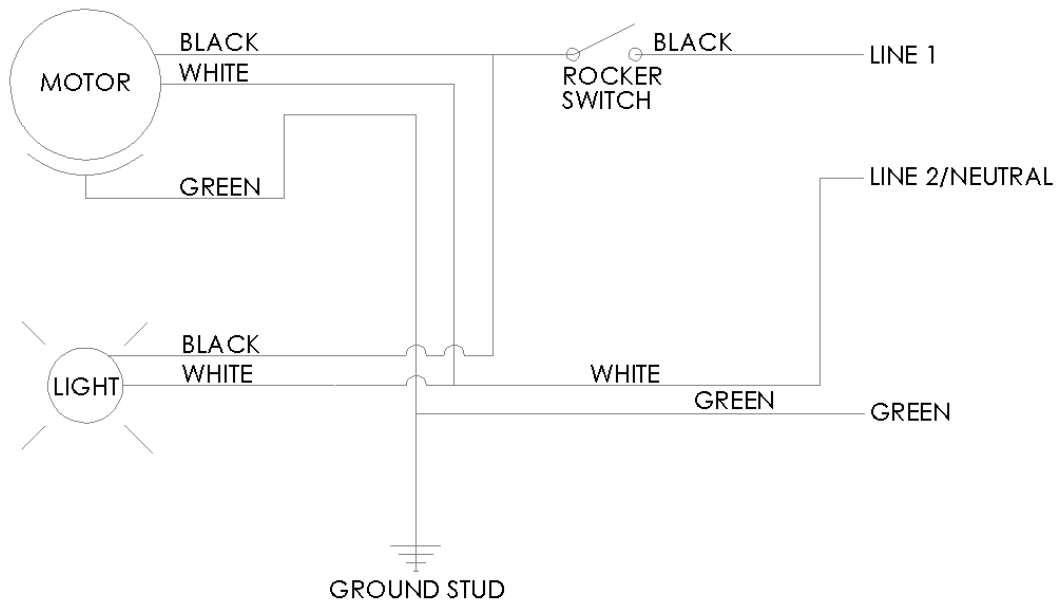 BLACK
BLACK
LINE 1
MOTOR
WHITE
ROCKER
SWITCH
GREEN
LINE 2/NEUTRAL
BLACK
LIGHT
WHITE
WHITE
GREEN
GREEN
GROUND STUD